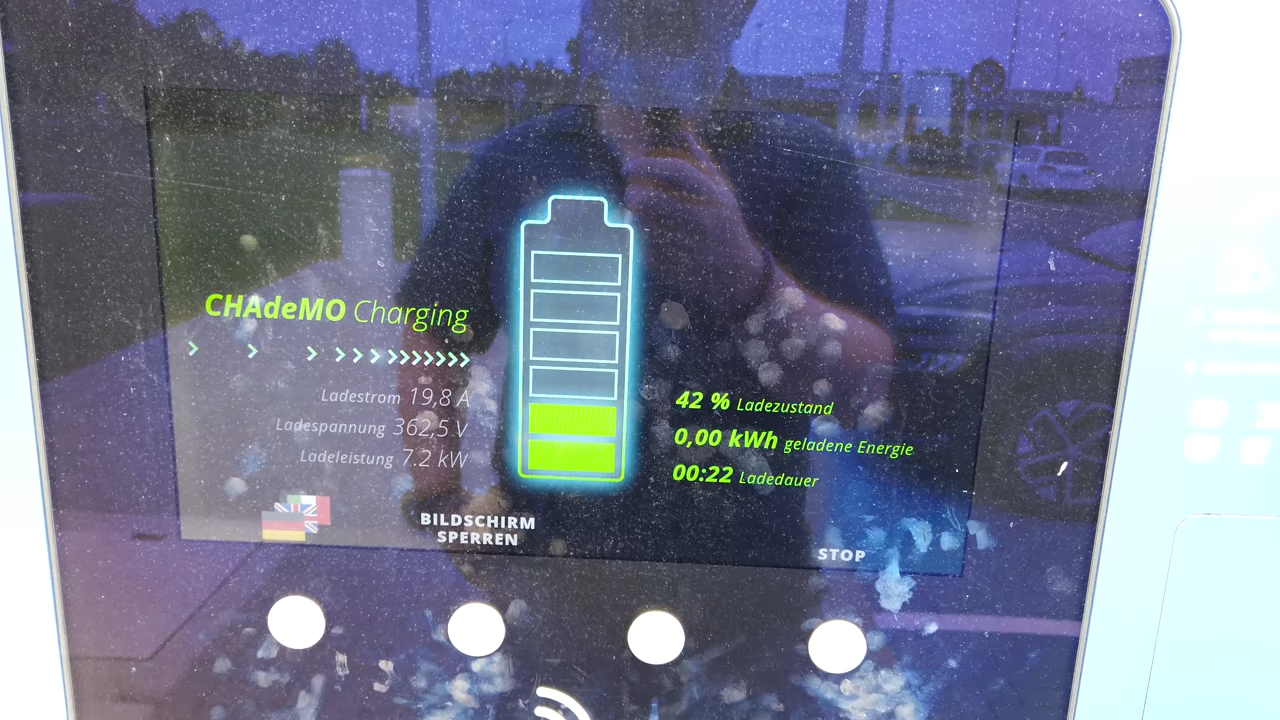 CHAdeMO Charging
Ladestrom 19,8 A
Ladespannung 362,5 V
Ladeleistung 7.2 kW
42 % Ladezustand
0,00 kWh geladene Energie
00:22 Ladedauer
BILDSCHIRM
SPERREN
STOP